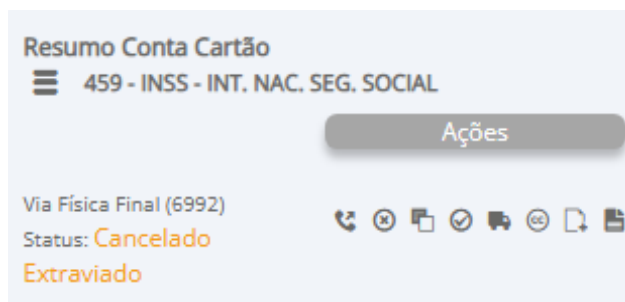 Resumo Conta Cartão
459 - INSS - INT. NAC. SEG. SOCIAL
Ações
Via Física Final (6992)
Status: Cancelado
Extraviado